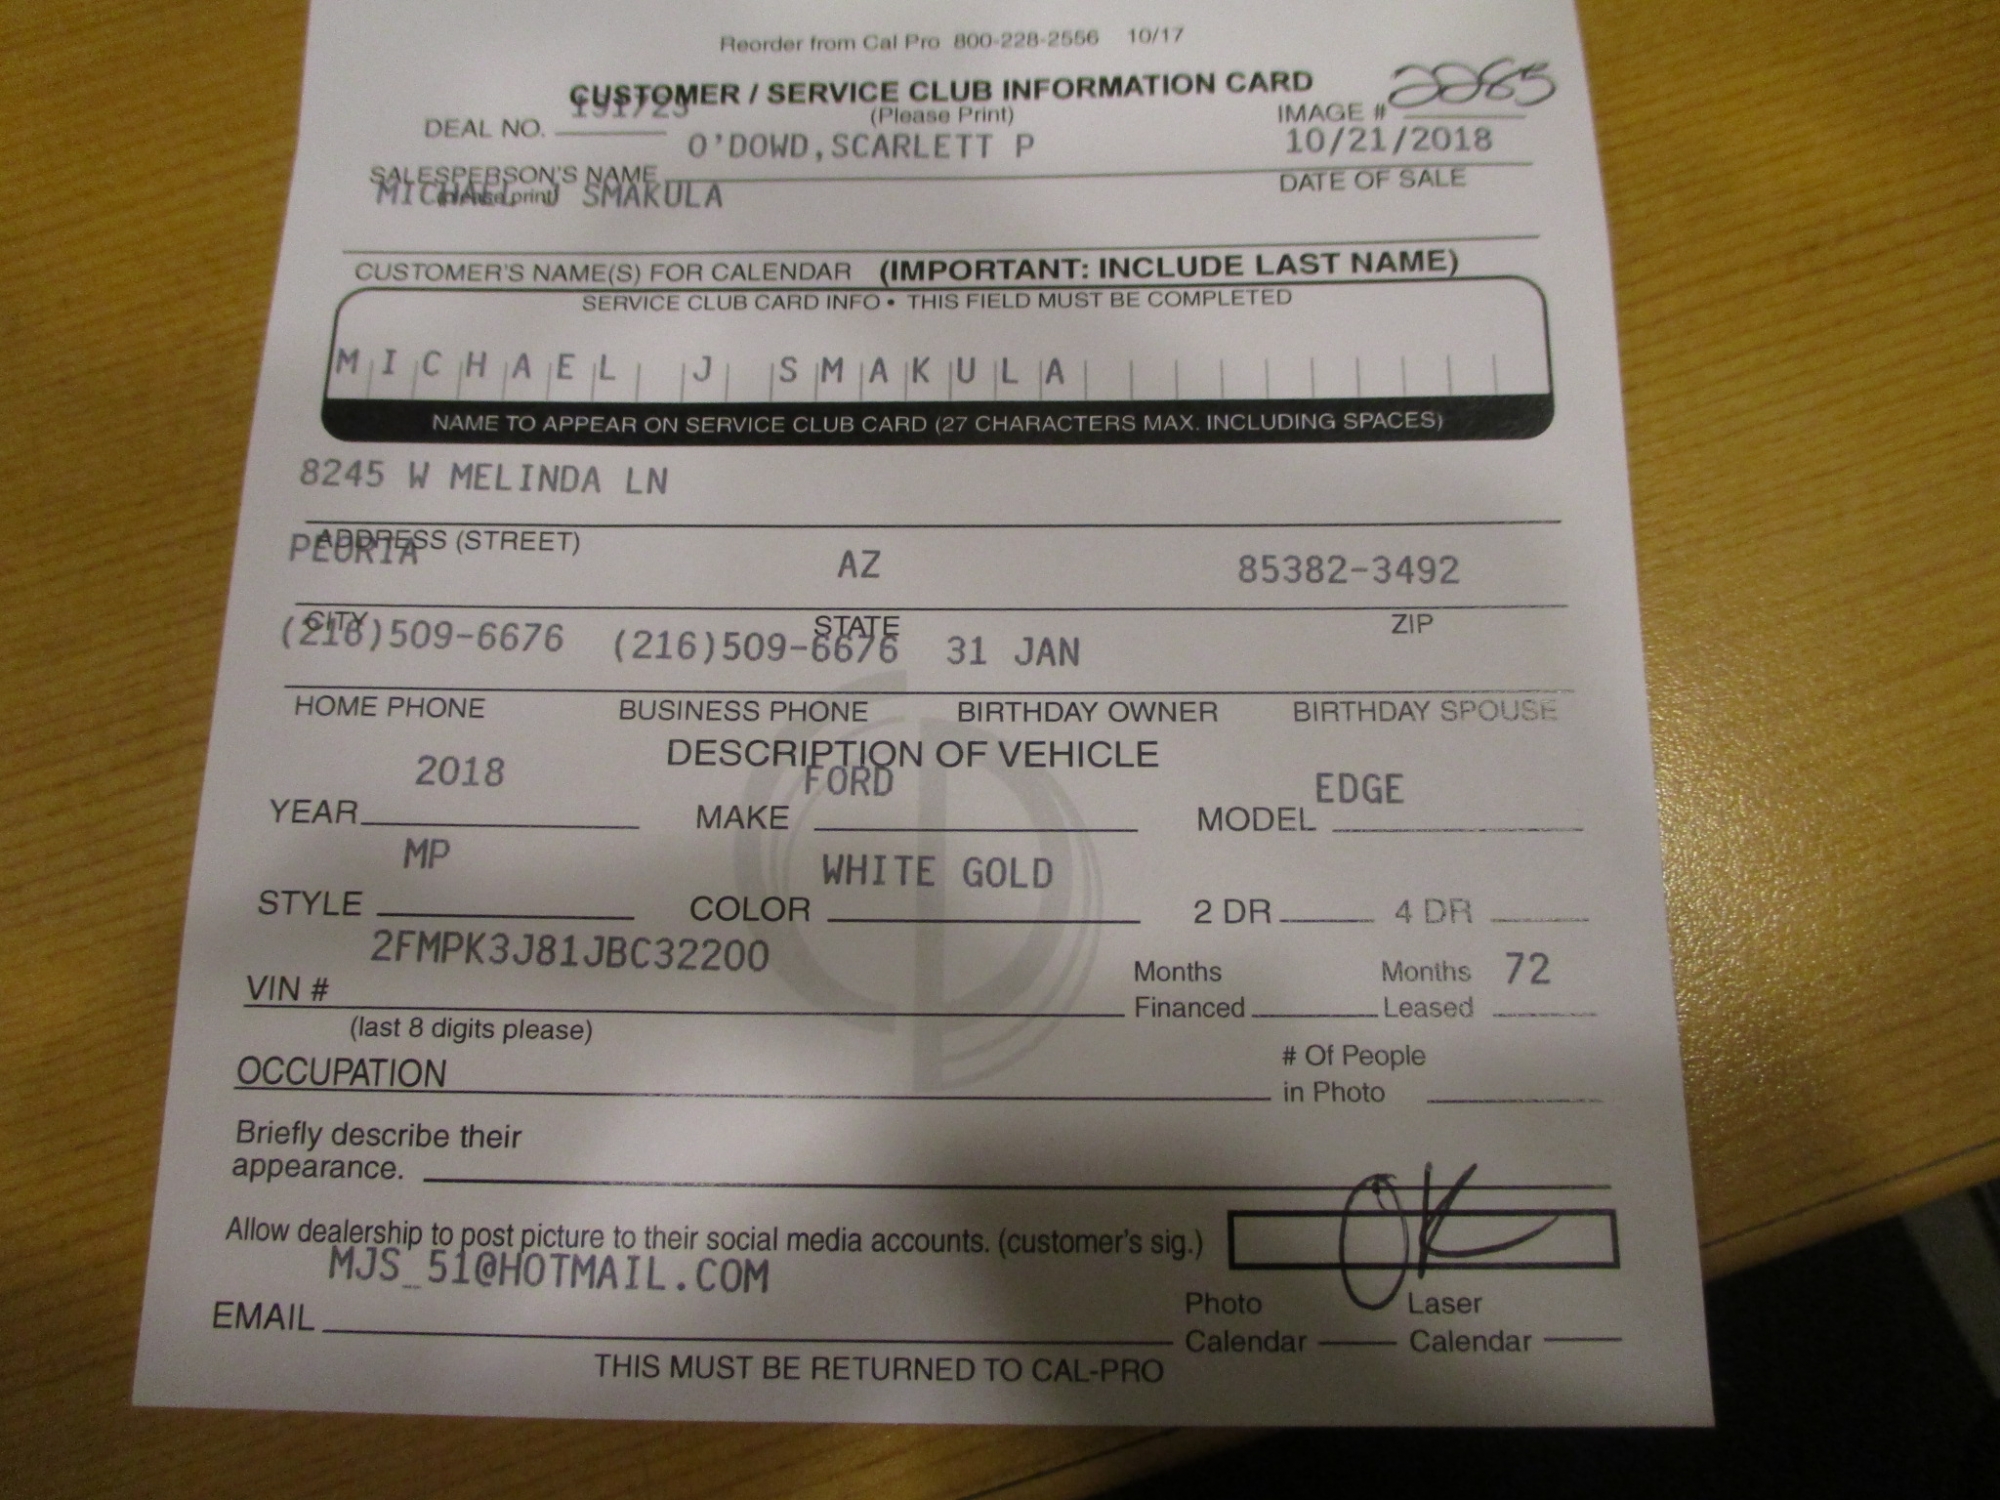 Reorder from Cal Pro 800-228-2556 10/17
CUSTOMER / SERVICE CLUB INFORMATION CARD
(Please Print)
DEAL NO. 191723
IMAGE # 2285
O'DOWD,SCARLETT P 10/21/2018
SALESPERSON'S NAME DATE OF SALE
(please print)
MICHAEL J SMAKULA
CUSTOMER'S NAME(S) FOR CALENDAR (IMPORTANT: INCLUDE LAST NAME)
SERVICE CLUB CARD INFO • THIS FIELD MUST BE COMPLETED
MICHAEL J SMAKULA
NAME TO APPEAR ON SERVICE CLUB CARD (27 CHARACTERS MAX. INCLUDING SPACES)
8245 W MELINDA LN
ADDRESS (STREET)
PEORIA AZ 85382-3492
CITY STATE ZIP
(216)509-6676 (216)509-6676 31 JAN
HOME PHONE BUSINESS PHONE BIRTHDAY OWNER BIRTHDAY SPOUSE
DESCRIPTION OF VEHICLE
2018 FORD EDGE
YEAR MAKE MODEL
MP WHITE GOLD
STYLE COLOR 2 DR 4 DR
2FMPK3J81JBC32200
VIN # Months Financed Months Leased 72
(last 8 digits please)
OCCUPATION # Of People in Photo
Briefly describe their
appearance.
Allow dealership to post picture to their social media accounts. (customer's sig.) OK
MJS_51@HOTMAIL.COM
EMAIL Photo Calendar Laser Calendar
THIS MUST BE RETURNED TO CAL-PRO